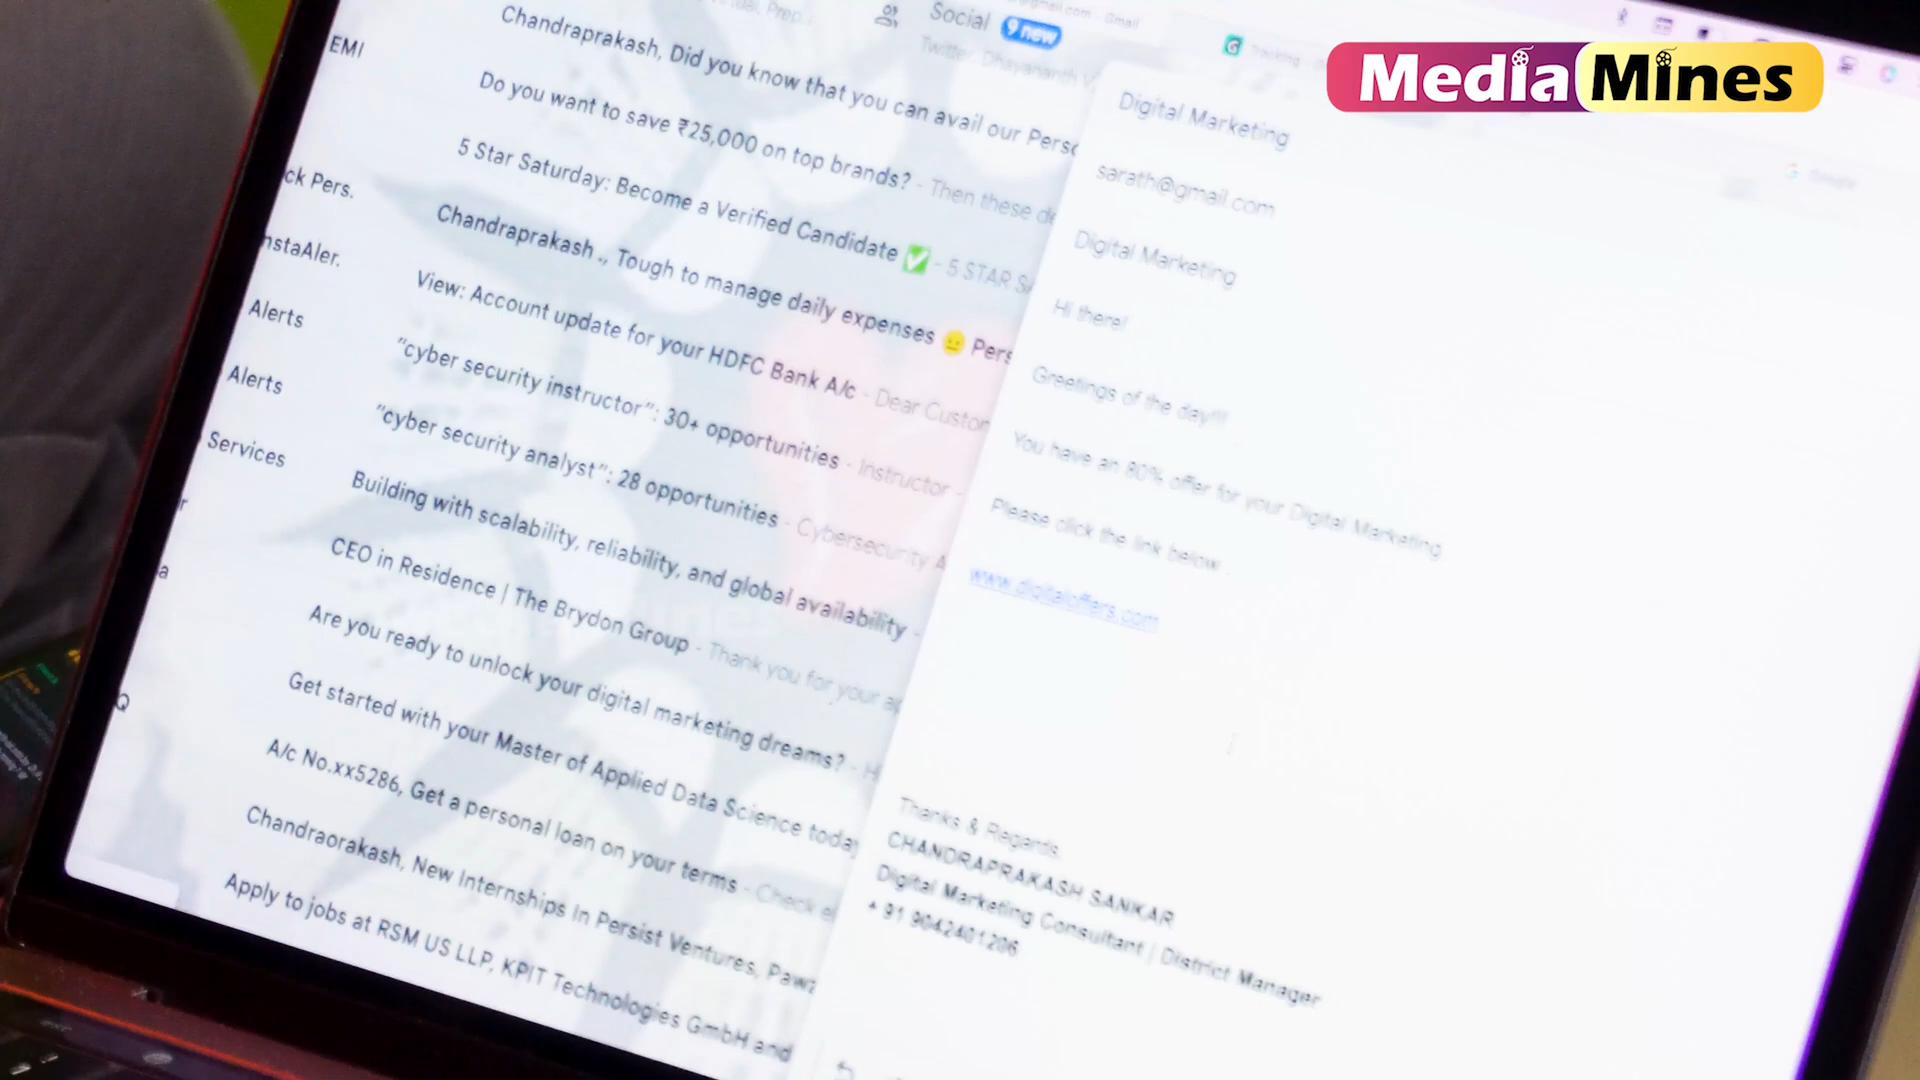 Media Mines
Social 9 new
EMI
Chandraprakash, Did you know that you can avail our Perso
Do you want to save ₹25,000 on top brands? - Then these de
5 Star Saturday: Become a Verified Candidate ✅ - 5 STAR SA
ck Pers.
Chandraprakash ., Tough to manage daily expenses 😐 Pers
nstaAler.
View: Account update for your HDFC Bank A/c - Dear Custom
Alerts
"cyber security instructor": 30+ opportunities - Instructor -
Alerts
"cyber security analyst": 28 opportunities - Cybersecurity A
Services
Building with scalability, reliability, and global availability -
r
CEO in Residence | The Brydon Group - Thank you for your ap
a
Are you ready to unlock your digital marketing dreams? - H
Get started with your Master of Applied Data Science today
Q
A/c No.xx5286, Get a personal loan on your terms - Check el
Chandraorakash, New Internships In Persist Ventures, Pawz
Apply to jobs at RSM US LLP, KPIT Technologies GmbH and
Digital Marketing
sarath@gmail.com
Digital Marketing
Hi there!
Greetings of the day!!!
You have an 80% offer for your Digital Marketing
Please click the link below .
www.digitaloffers.com
Thanks & Regards,
CHANDRAPRAKASH SANKAR
Digital Marketing Consultant | District Manager
+ 91 9042401206